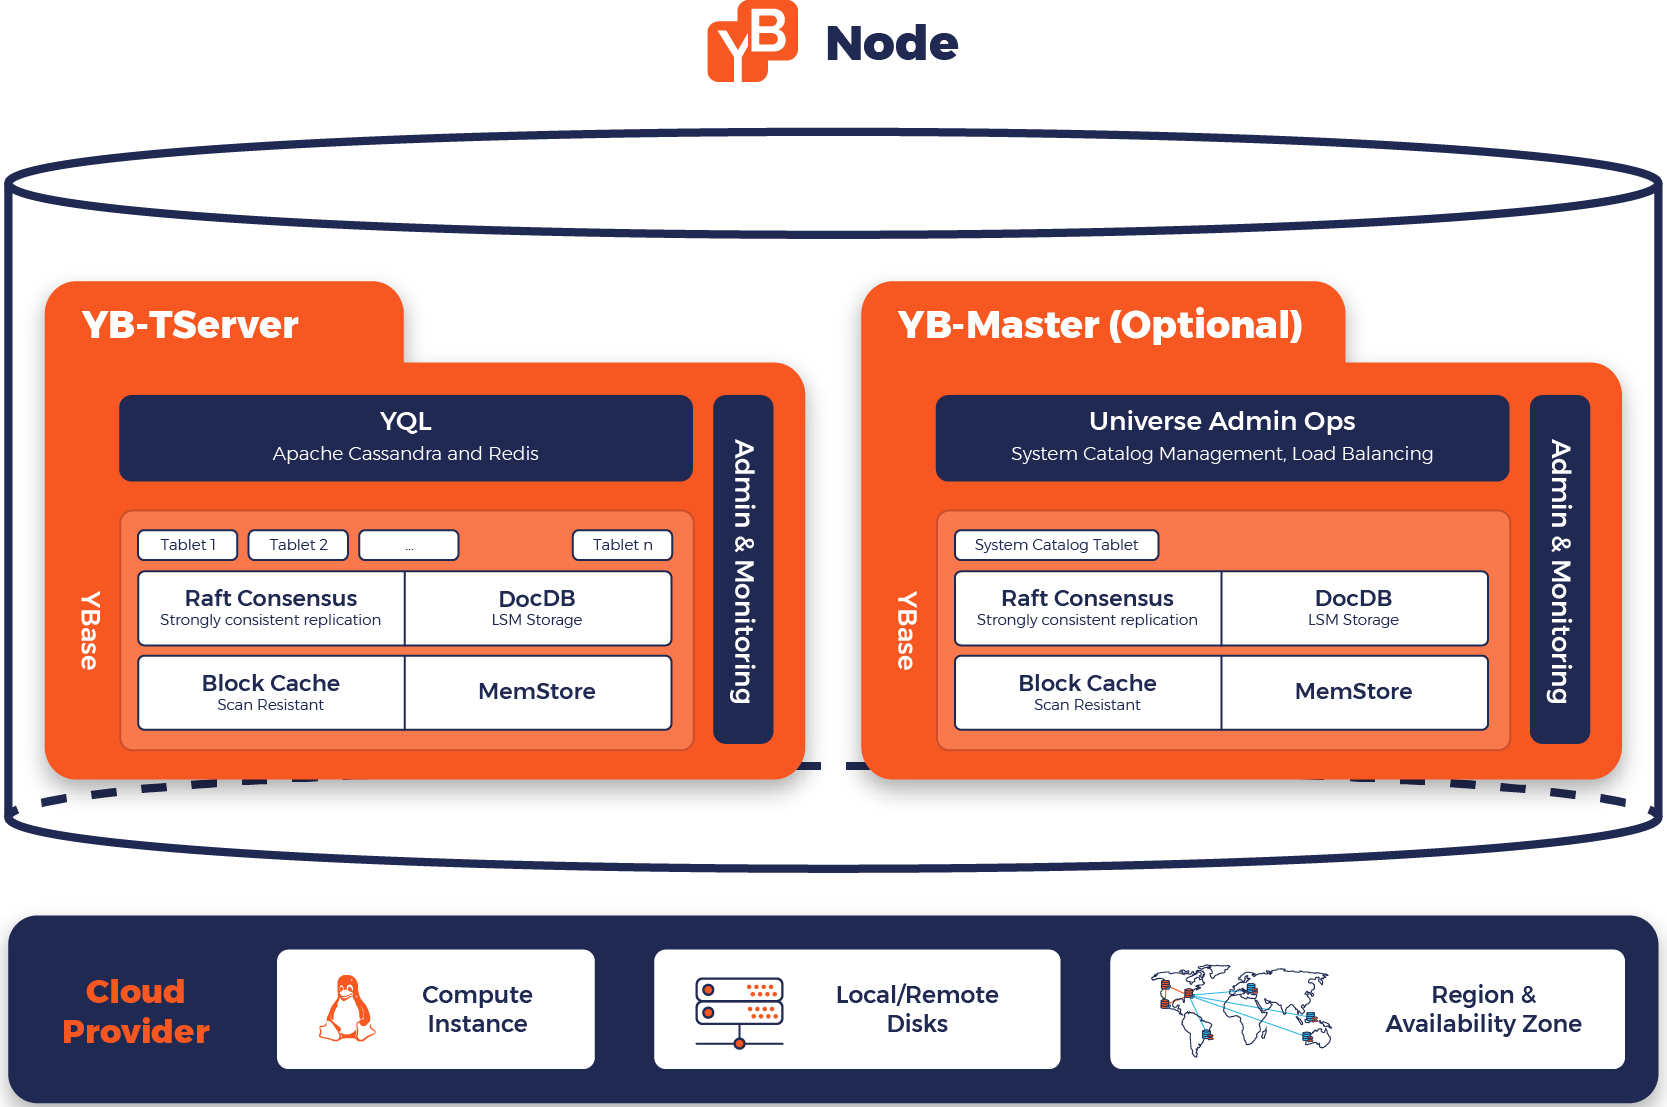 YB Node
YB-TServer
YQL
Apache Cassandra and Redis
Admin & Monitoring
YBase
Tablet 1
Tablet 2
...
Tablet n
Raft Consensus
Strongly consistent replication
DocDB
LSM Storage
Block Cache
Scan Resistant
MemStore
YB-Master (Optional)
Universe Admin Ops
System Catalog Management, Load Balancing
Admin & Monitoring
YBase
System Catalog Tablet
Raft Consensus
Strongly consistent replication
DocDB
LSM Storage
Block Cache
Scan Resistant
MemStore
Cloud
Provider
Compute
Instance
Local/Remote
Disks
Region &
Availability Zone